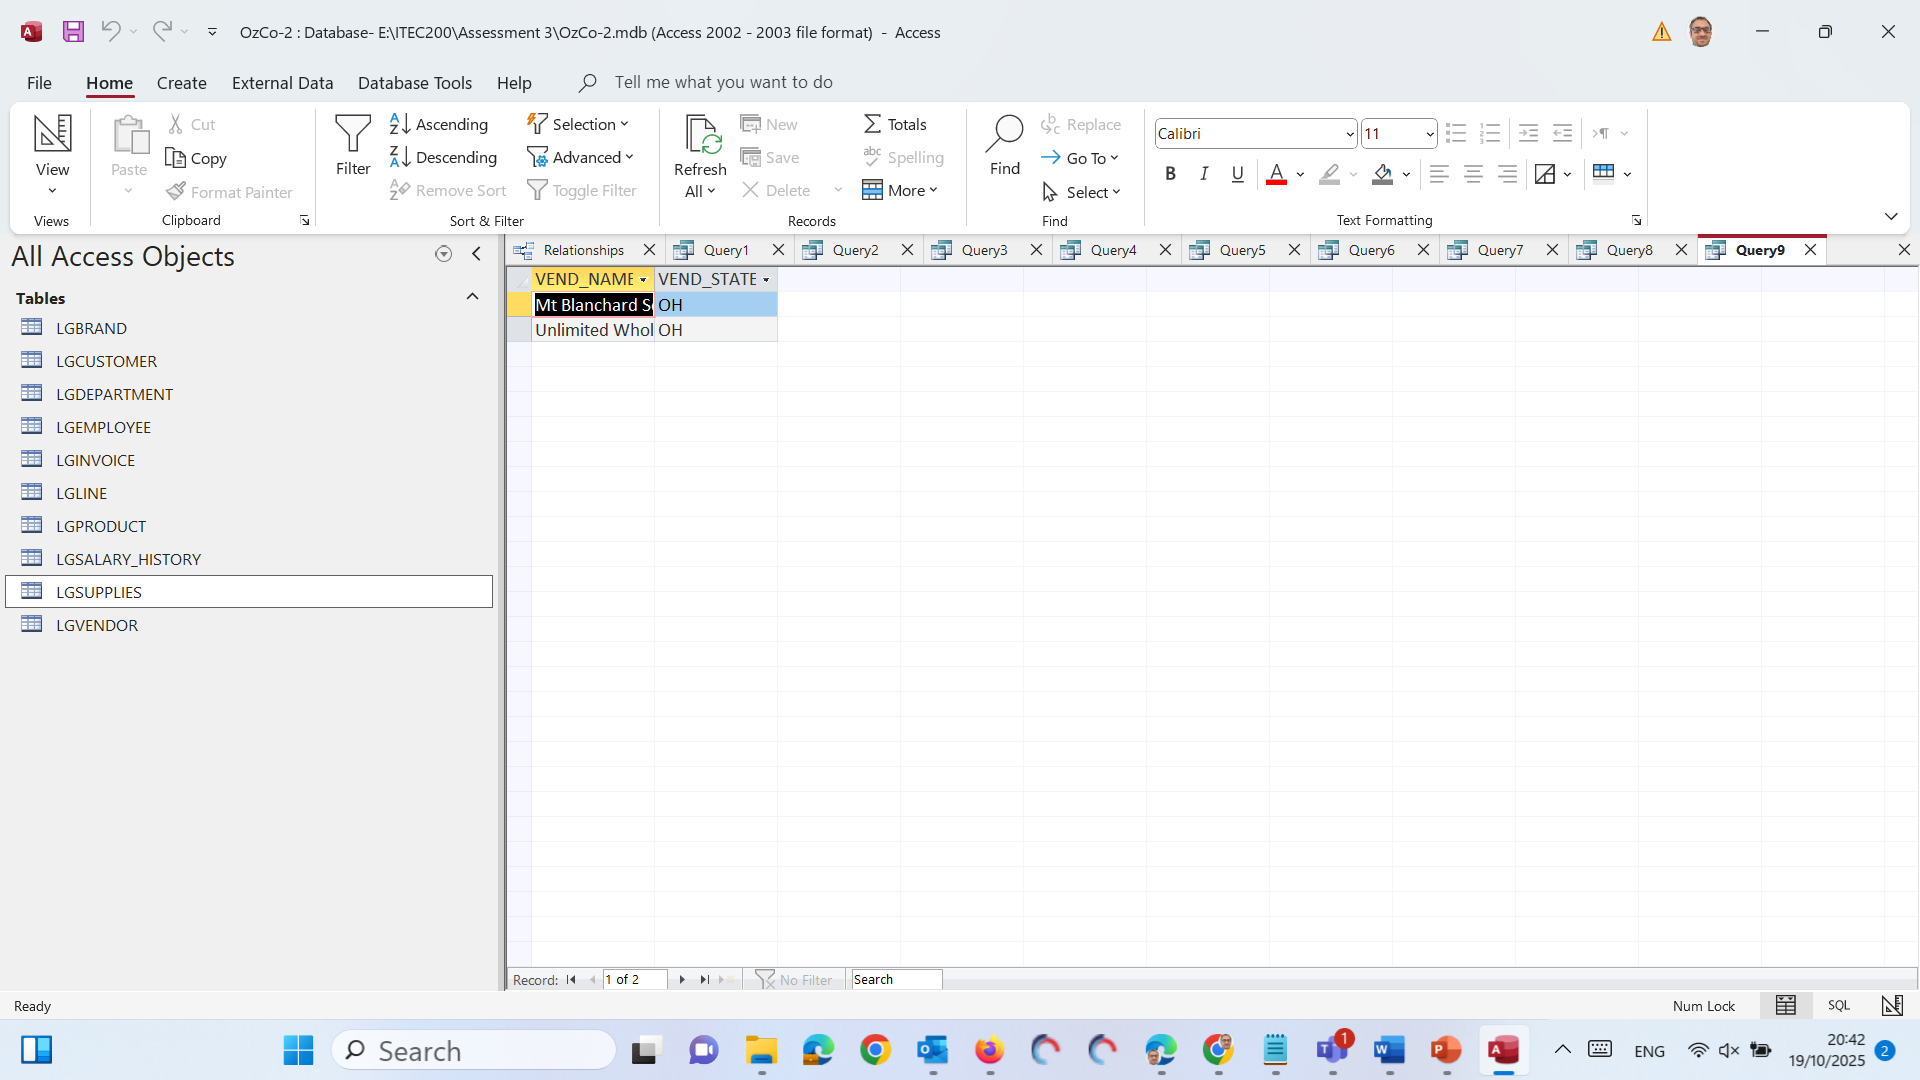 OzCo-2 : Database- E:\ITEC200\Assessment 3\OzCo-2.mdb (Access 2002 - 2003 file format) - Access
File Home Create External Data Database Tools Help Tell me what you want to do
View
Views
Paste
Cut
Copy
Format Painter
Clipboard
Filter
Ascending
Descending
Remove Sort
Selection
Advanced
Toggle Filter
Sort & Filter
Refresh
All
New
Save
Delete
Totals
Spelling
More
Records
Find
Replace
Go To
Select
Find
Calibri 11
B I U A
Text Formatting
All Access Objects
Tables
LGBRAND
LGCUSTOMER
LGDEPARTMENT
LGEMPLOYEE
LGINVOICE
LGLINE
LGPRODUCT
LGSALARY_HISTORY
LGSUPPLIES
LGVENDOR
Relationships Query1 Query2 Query3 Query4 Query5 Query6 Query7 Query8 Query9
VEND_NAME VEND_STATE
Mt Blanchard S OH
Unlimited Whol OH
Record: 1 of 2 No Filter Search
Ready Num Lock SQL
Search 1 ENG 20:42
19/10/2025 2